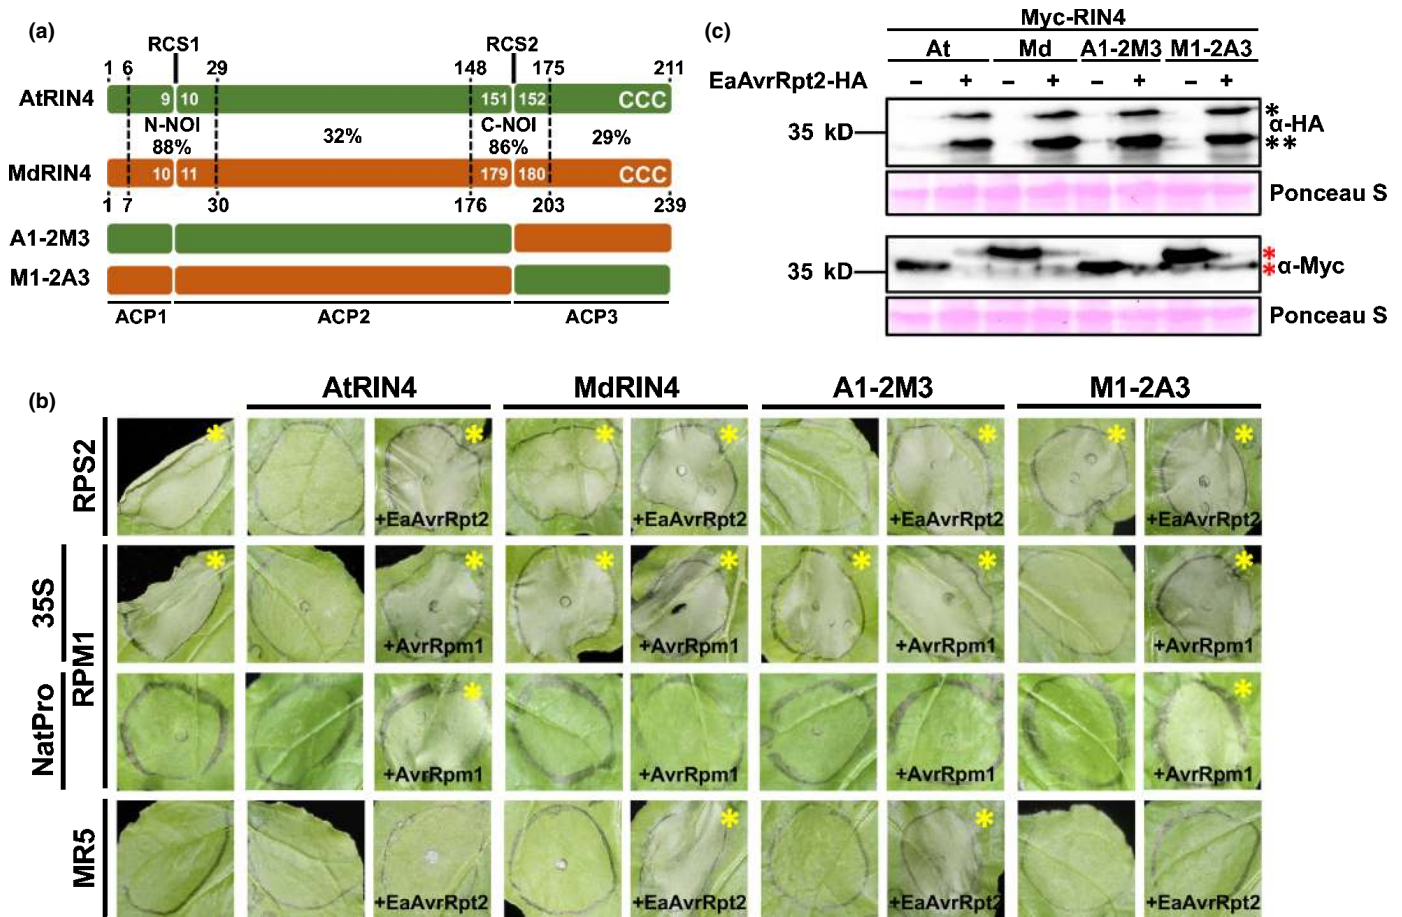 (a)
RCS1 RCS2
1 6 29 148 175 211
AtRIN4 9 10 151 152 CCC
N-NOI 88% 32% C-NOI 86% 29%
MdRIN4 10 11 179 180 CCC
1 7 30 176 203 239
A1-2M3
M1-2A3
ACP1 ACP2 ACP3
(c)
Myc-RIN4
At Md A1-2M3 M1-2A3
EaAvrRpt2-HA – + – + – + – +
35 kD * α-HA **
Ponceau S
35 kD * * α-Myc
Ponceau S
(b)
AtRIN4 MdRIN4 A1-2M3 M1-2A3
RPS2 * * * * * * *
+EaAvrRpt2 +EaAvrRpt2 +EaAvrRpt2 +EaAvrRpt2
35S RPM1 * * * * * * *
+AvrRpm1 +AvrRpm1 +AvrRpm1 +AvrRpm1
NatPro * *
+AvrRpm1 +AvrRpm1 +AvrRpm1 +AvrRpm1
MR5 * *
+EaAvrRpt2 +EaAvrRpt2 +EaAvrRpt2 +EaAvrRpt2